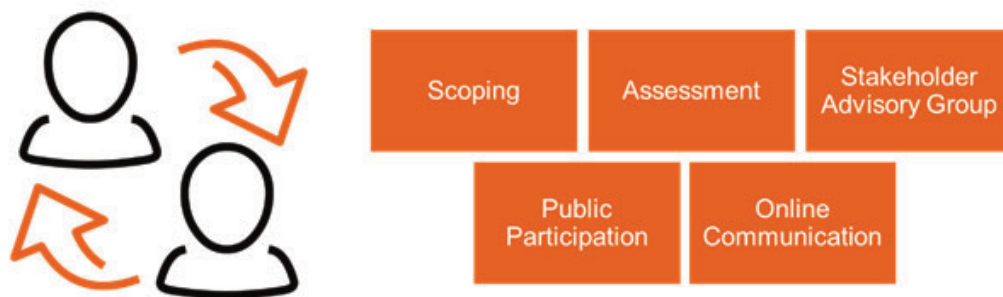 Scoping
Assessment
Stakeholder
Advisory Group
Public
Participation
Online
Communication